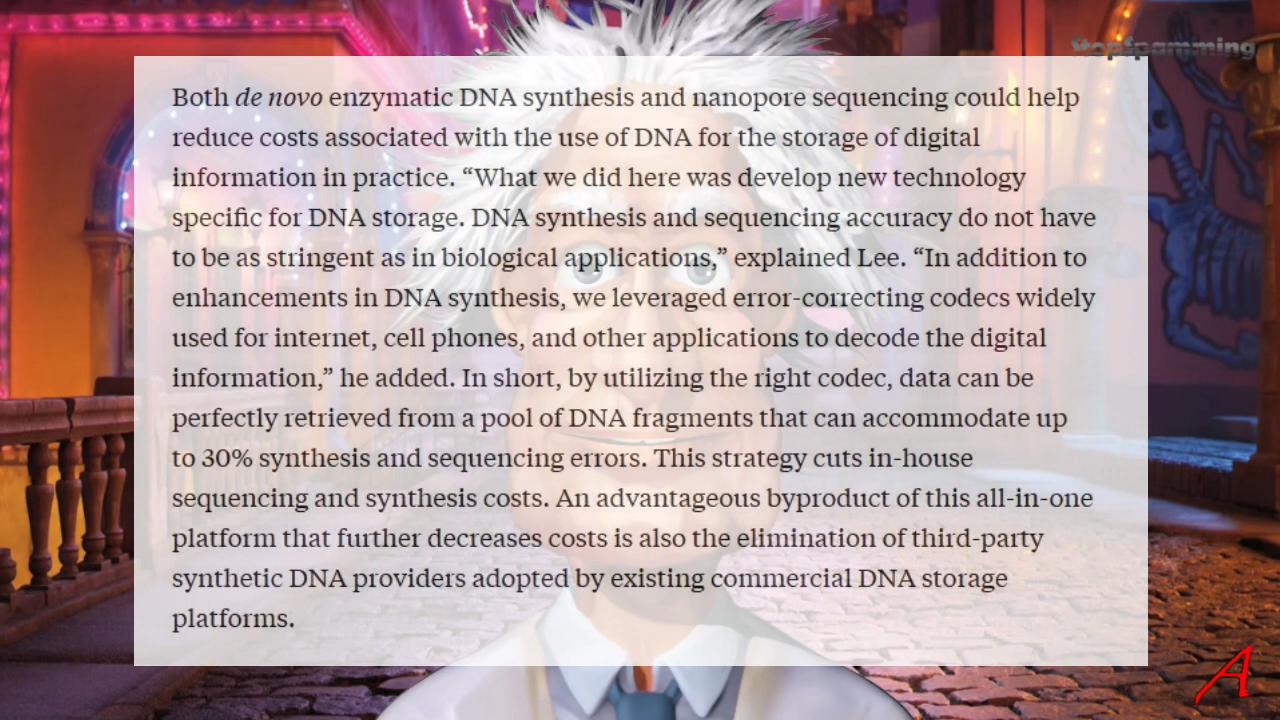 Stopspamming
Both de novo enzymatic DNA synthesis and nanopore sequencing could help
reduce costs associated with the use of DNA for the storage of digital
information in practice. “What we did here was develop new technology
specific for DNA storage. DNA synthesis and sequencing accuracy do not have
to be as stringent as in biological applications,” explained Lee. “In addition to
enhancements in DNA synthesis, we leveraged error-correcting codecs widely
used for internet, cell phones, and other applications to decode the digital
information,” he added. In short, by utilizing the right codec, data can be
perfectly retrieved from a pool of DNA fragments that can accommodate up
to 30% synthesis and sequencing errors. This strategy cuts in-house
sequencing and synthesis costs. An advantageous byproduct of this all-in-one
platform that further decreases costs is also the elimination of third-party
synthetic DNA providers adopted by existing commercial DNA storage
platforms.
A